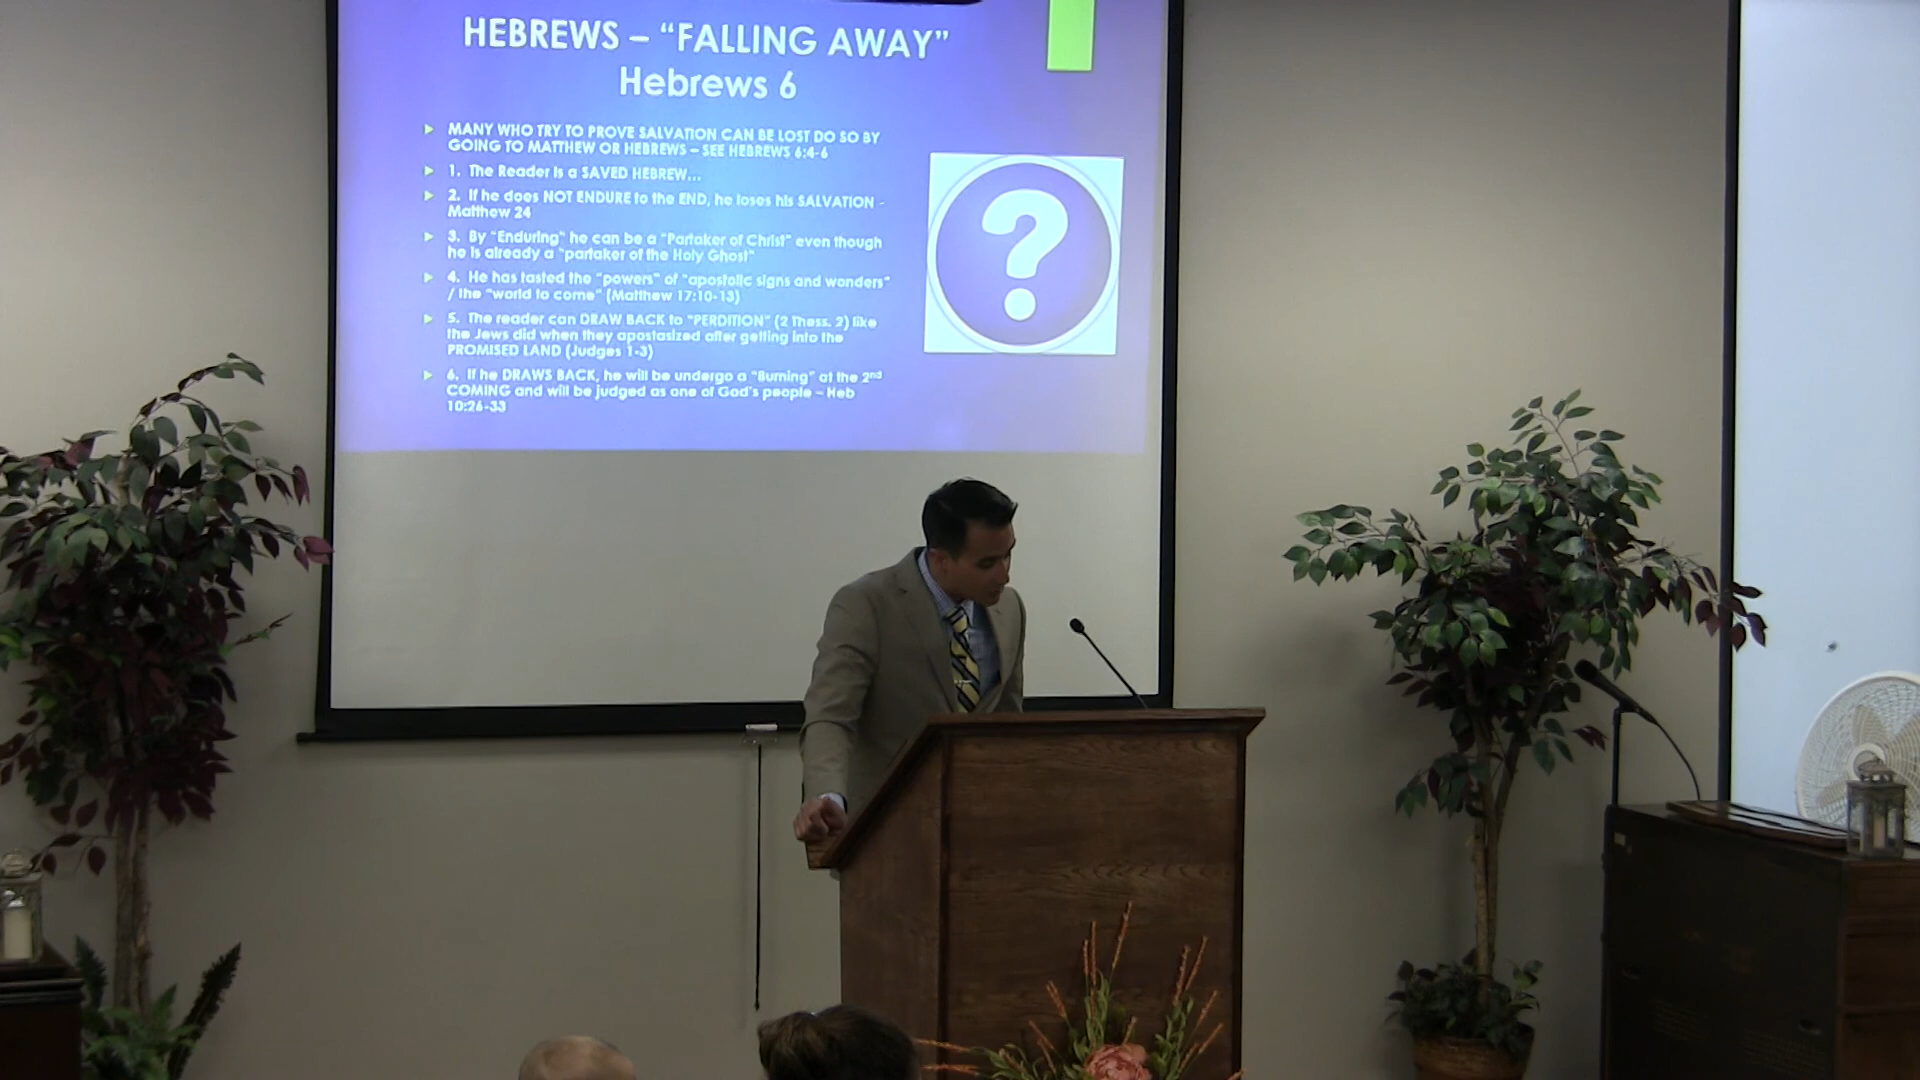 HEBREWS – “FALLING AWAY”
Hebrews 6
MANY WHO TRY TO PROVE SALVATION CAN BE LOST DO SO BY
GOING TO MATTHEW OR HEBREWS – SEE HEBREWS 6:4-6
1. The Reader is a SAVED HEBREW...
2. If he does NOT ENDURE to the END, he loses his SALVATION -
Matthew 24
3. By “Enduring” he can be a “Partaker of Christ” even though
he is already a “partaker of the Holy Ghost”
4. He has tasted the “powers” of “apostolic signs and wonders”
/ the “world to come” (Matthew 17:10-13)
5. The reader can DRAW BACK to “PERDITION” (2 Thess. 2) like
the Jews did when they apostasized after getting into the
PROMISED LAND (Judges 1-3)
6. If he DRAWS BACK, he will be undergo a “Burning” at the 2nd
COMING and will be judged as one of God's people – Heb
10:26-33
?